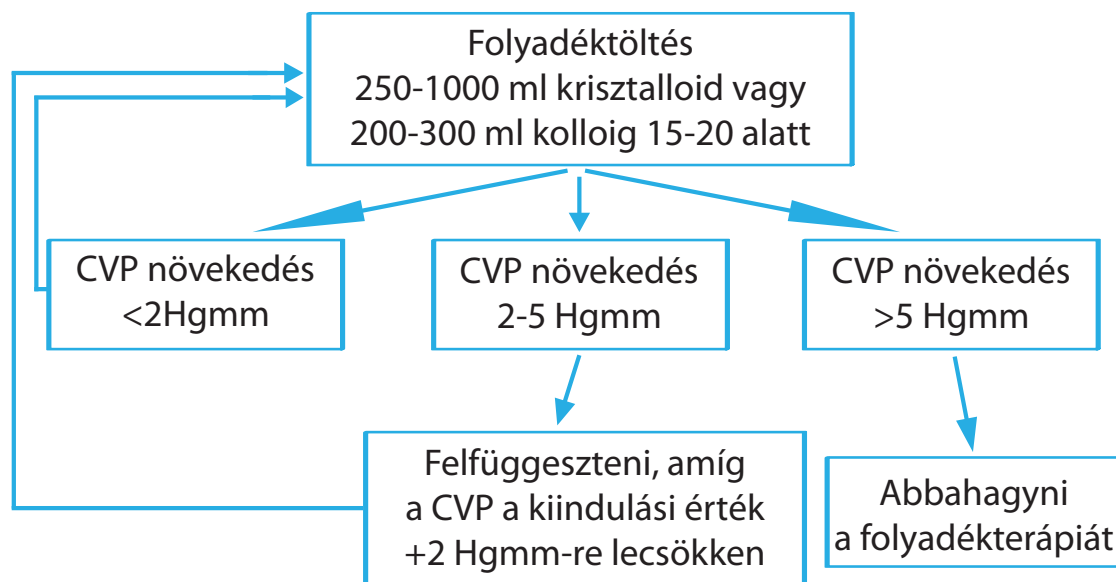 Folyadéktöltés
250-1000 ml krisztalloid vagy
200-300 ml kolloig 15-20 alatt
CVP növekedés
<2Hgmm
CVP növekedés
2-5 Hgmm
CVP növekedés
>5 Hgmm
Felfüggeszteni, amíg
a CVP a kiindulási érték
+2 Hgmm-re lecsökken
Abbahagyni
a folyadékterápiát